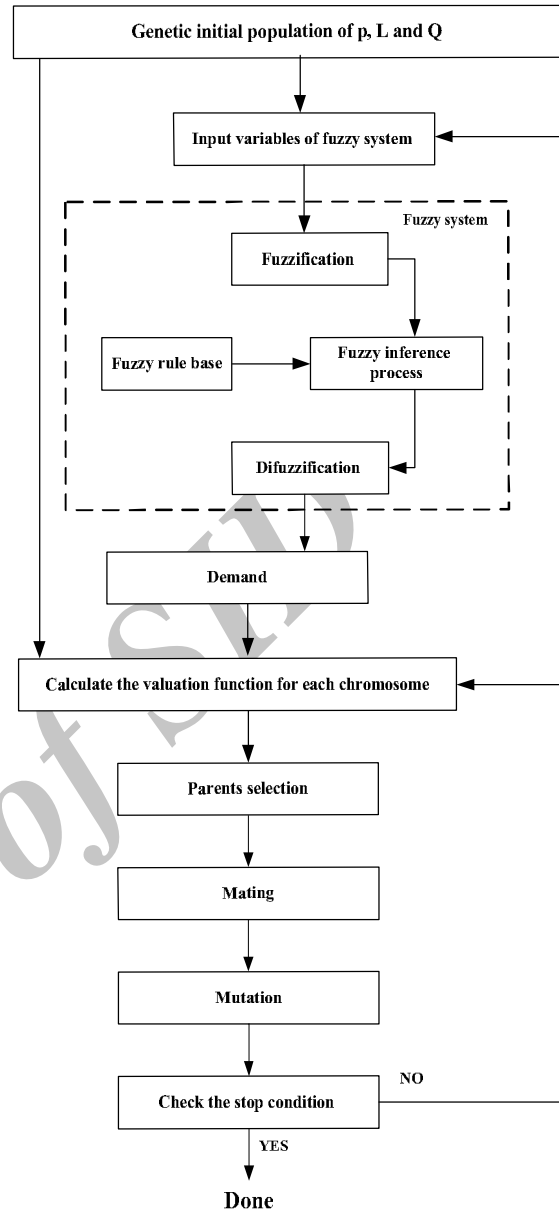 Genetic initial population of p, L and Q
Input variables of fuzzy system
Fuzzy system
Fuzzification
Fuzzy rule base
Fuzzy inference
process
Difuzzification
Demand
Calculate the valuation function for each chromosome
Parents selection
Mating
Mutation
Check the stop condition
NO
YES
Done
of SID